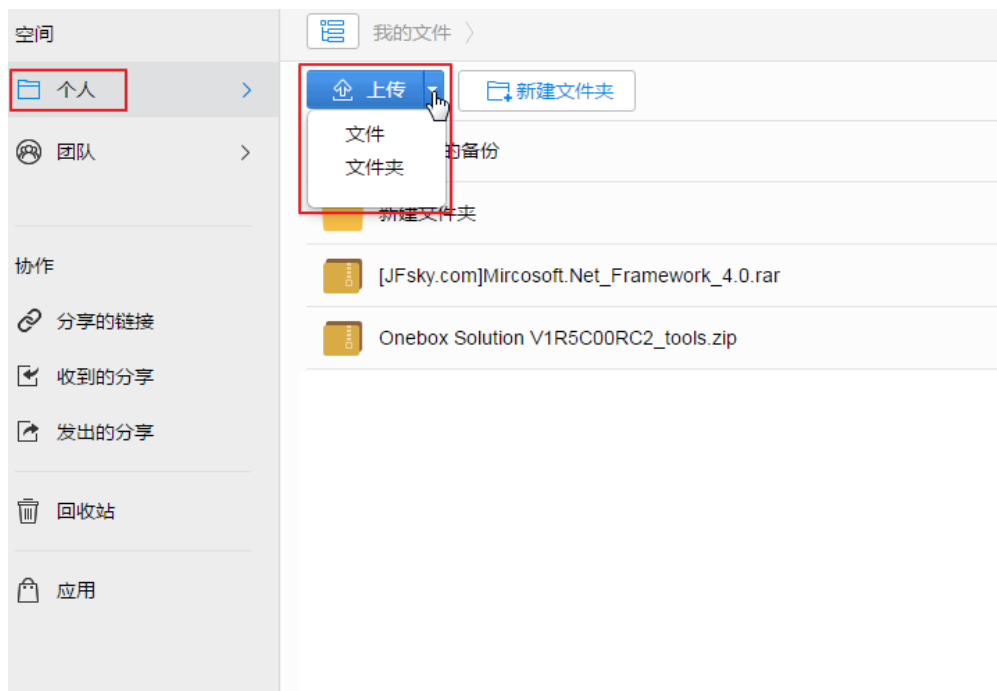 空间
个人
团队
协作
分享的链接
收到的分享
发出的分享
回收站
应用
我的文件
上传
新建文件夹
文件
文件夹
的备份
新建文件夹
[JFsky.com]Mircosoft.Net_Framework_4.0.rar
Onebox Solution V1R5C00RC2_tools.zip